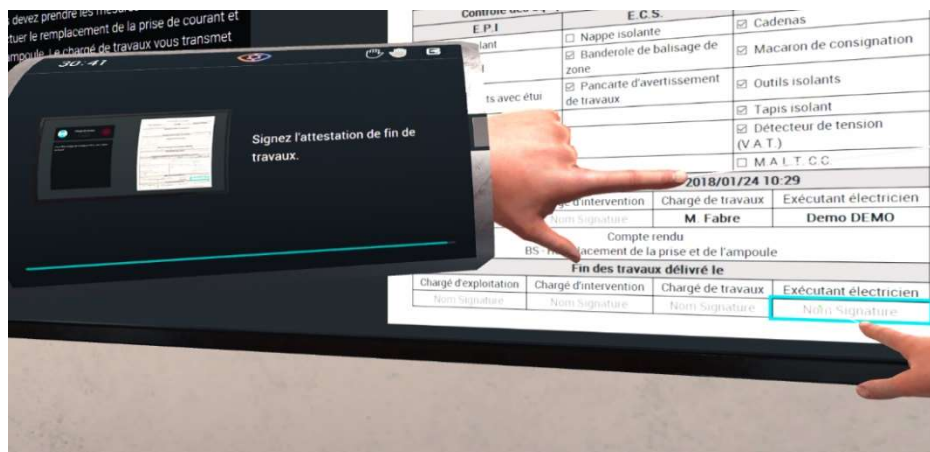 devez prendre les
tuer le remplacement de la prise de courant et
ampoule. Le chargé de travaux vous transmet
30:41
Signez l'attestation de fin de
travaux.
Contrôle des
E.P.I
E.C.S.
☐ Nappe isolante
☑ Banderole de balisage de
zone
ts avec étui
☑ Pancarte d'avertissement
de travaux
☑ Cadenas
☑ Macaron de consignation
☑ Outils isolants
☑ Tapis isolant
☑ Détecteur de tension
(V.A.T.)
☐ M.A.L.T. C.C.
2018/01/24 10:29
d'intervention
Chargé de travaux
Exécutant électricien
Nom Signature
M. Fabre
Demo DEMO
Compte rendu
BS - lacement de la prise et de l'ampoule
Fin des travaux délivré le
Chargé d'exploitation
Chargé d'intervention
Chargé de travaux
Exécutant électricien
Nom Signature
Nom Signature
Nom Signature
Nom Signature